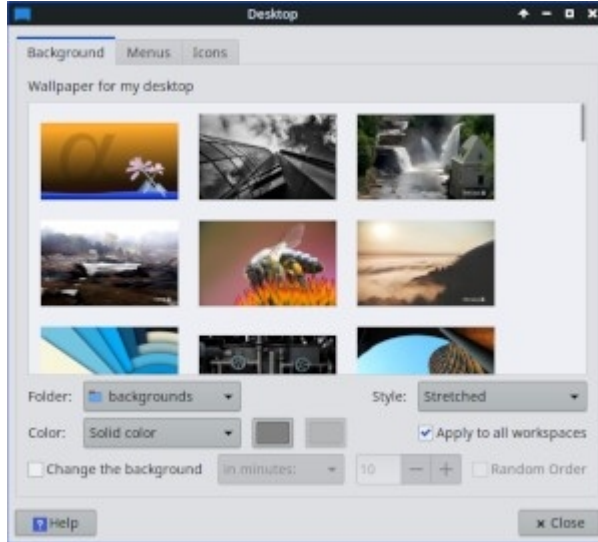 Desktop
Background Menus Icons
Wallpaper for my desktop
α
Folder: backgrounds Style: Stretched
Color: Solid color Apply to all workspaces
Change the background in minutes: 10 Random Order
? Help × Close